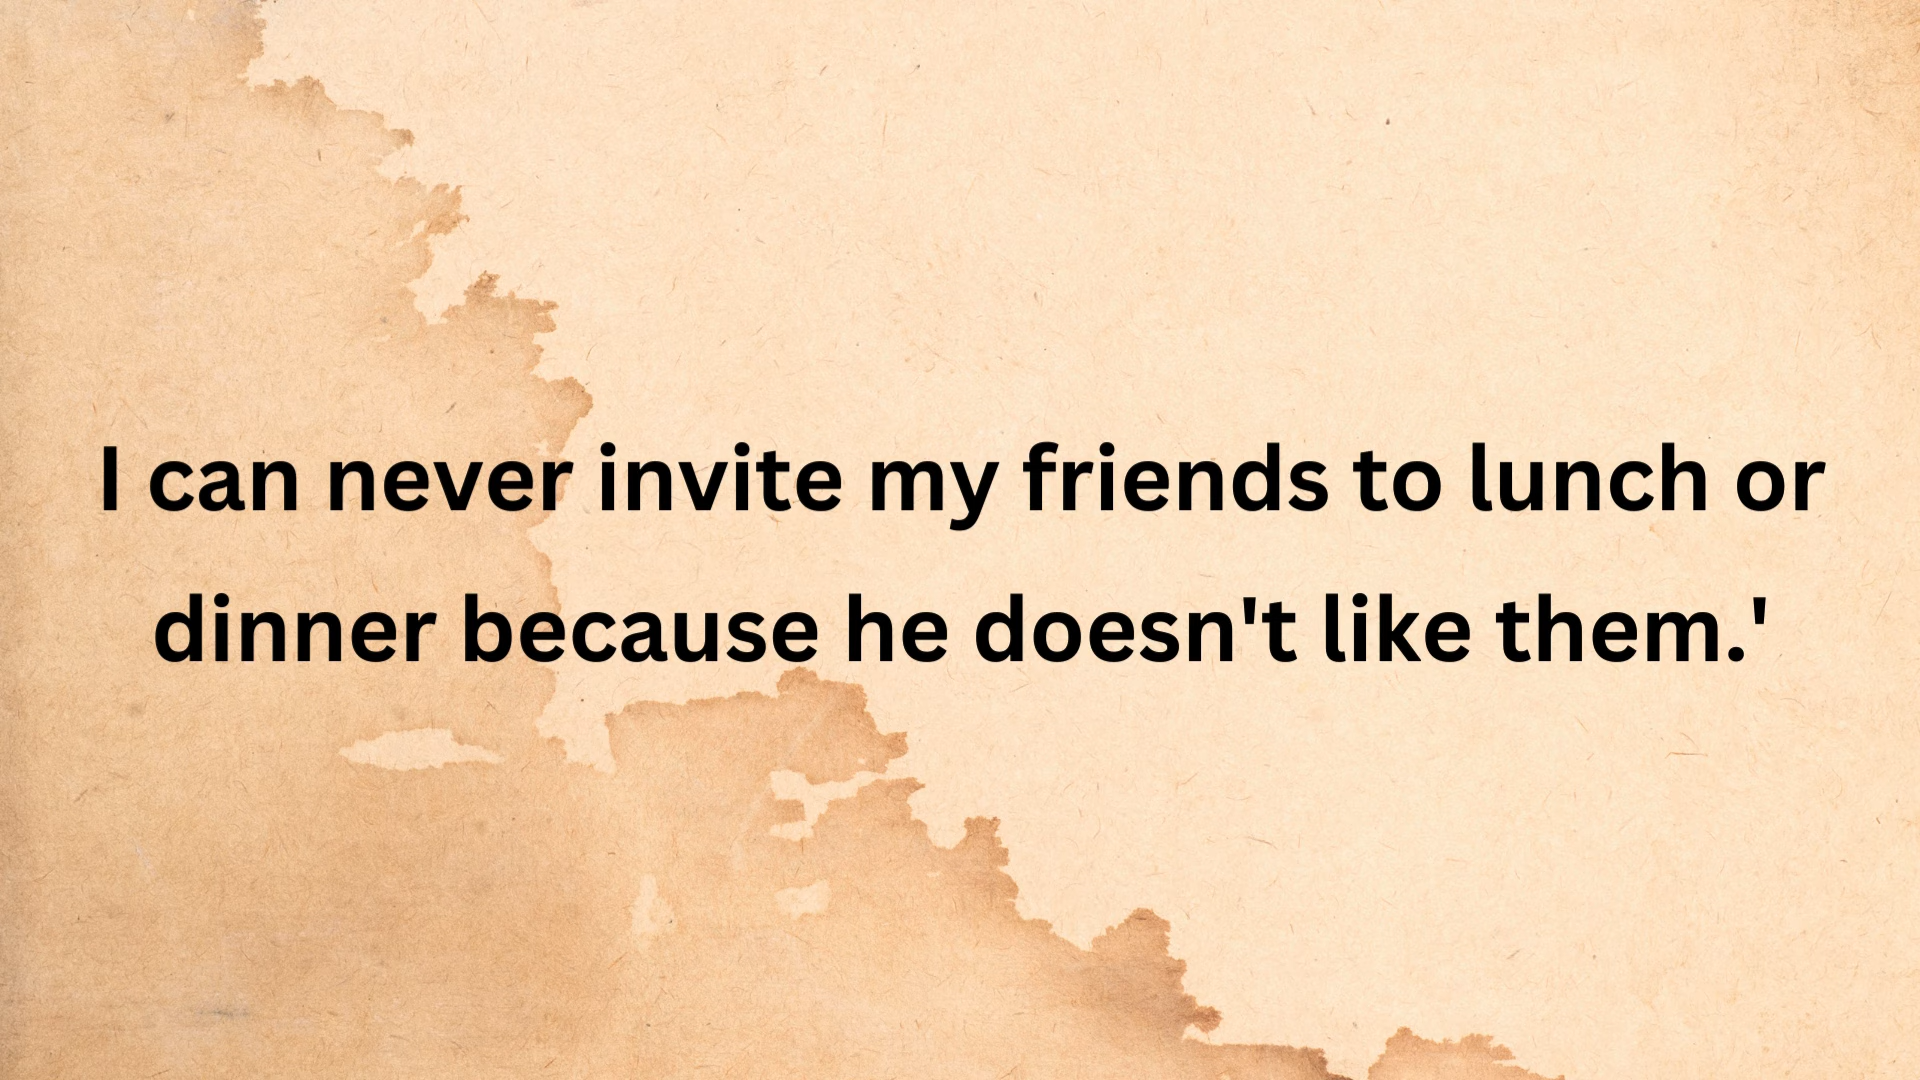 I can never invite my friends to lunch or
dinner because he doesn't like them.'